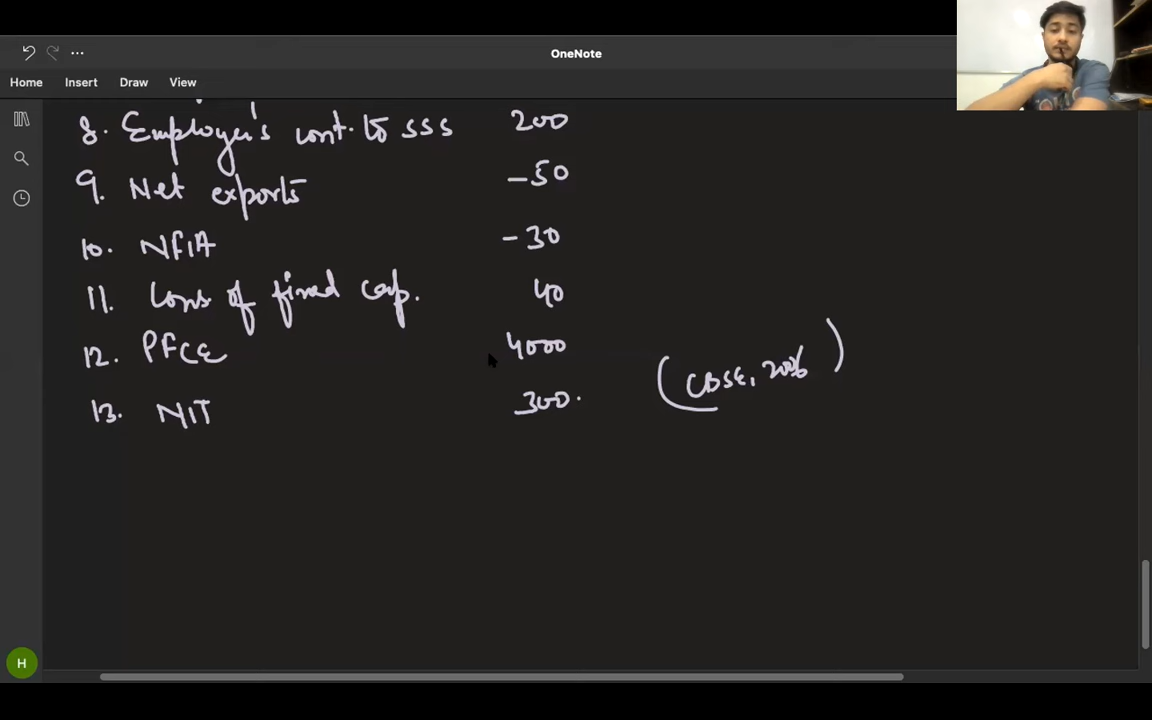 OneNote
Home Insert Draw View
8. Employer's cont. to SSS 200
9. Net exports -50
10. NFIA -30
11. Cons of fixed cap. 40
12. PFCE 4000
(CBSE,
13. NIT 300.
H